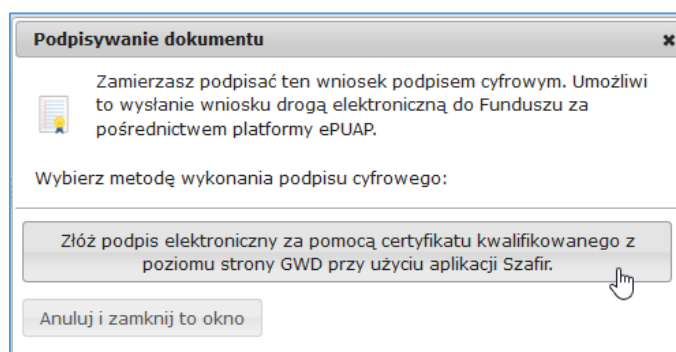 Podpisywanie dokumentu
Zamierzasz podpisać ten wniosek podpisem cyfrowym. Umożliwi
to wysłanie wniosku drogą elektroniczną do Funduszu za
pośrednictwem platformy ePUAP.
Wybierz metodę wykonania podpisu cyfrowego:
Złóż podpis elektroniczny za pomocą certyfikatu kwalifikowanego z
poziomu strony GWD przy użyciu aplikacji Szafir.
Anuluj i zamknij to okno